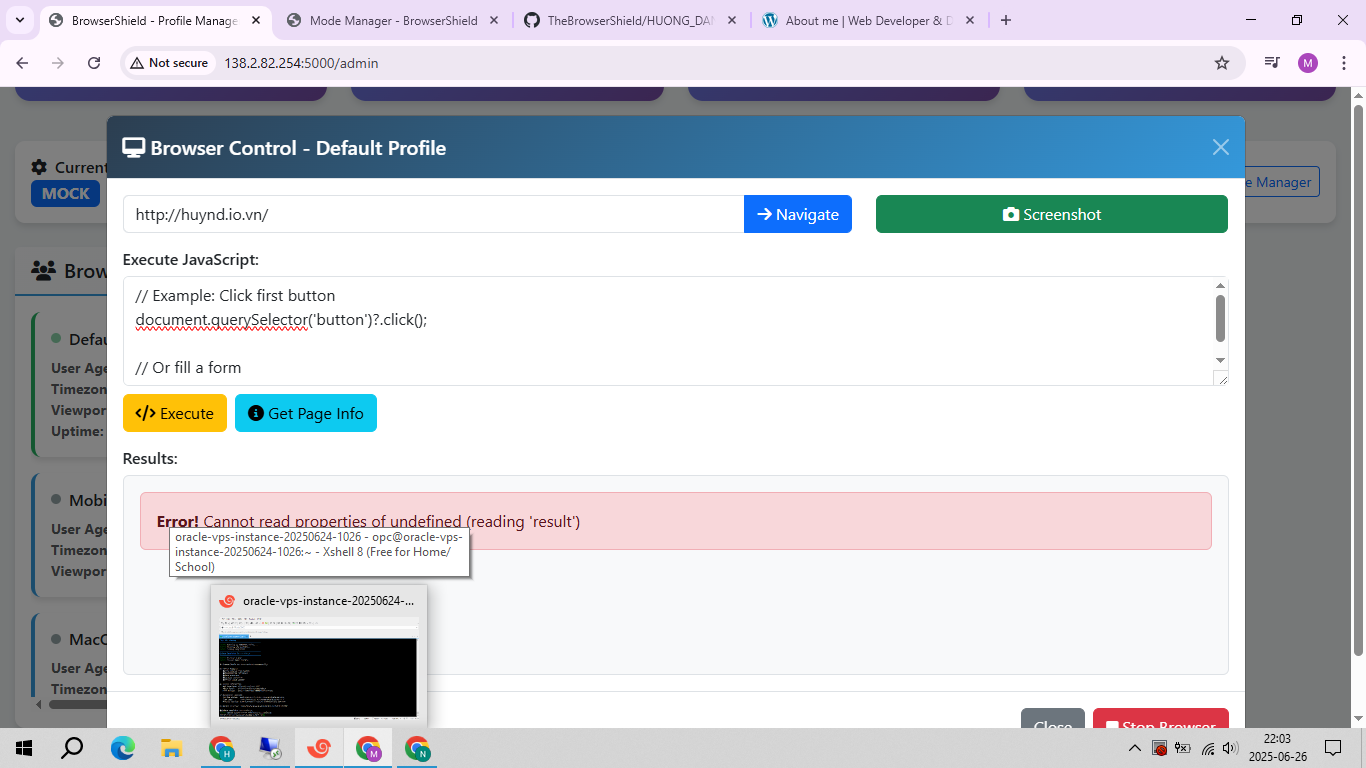 BrowserShield - Profile Manage
Mode Manager - BrowserShield
TheBrowserShield/HUONG_DAN
About me | Web Developer & D
Not secure
138.2.82.254:5000/admin
M
Browser Control - Default Profile
Current
MOCK
e Manager
http://huynd.io.vn/
Navigate
Screenshot
Execute JavaScript:
// Example: Click first button
document.querySelector('button')?.click();
// Or fill a form
Execute
Get Page Info
Results:
Error! Cannot read properties of undefined (reading 'result')
oracle-vps-instance-20250624-1026 - opc@oracle-vps-
instance-20250624-1026:~ - Xshell 8 (Free for Home/
School)
oracle-vps-instance-20250624-...
Brow
Defau
User Age
Timezon
Viewpor
Uptime:
Mobi
User Age
Timezon
Viewpor
MacO
User Age
Timezon
Close
Stop Browser
H
M
N
22:03
2025-06-26